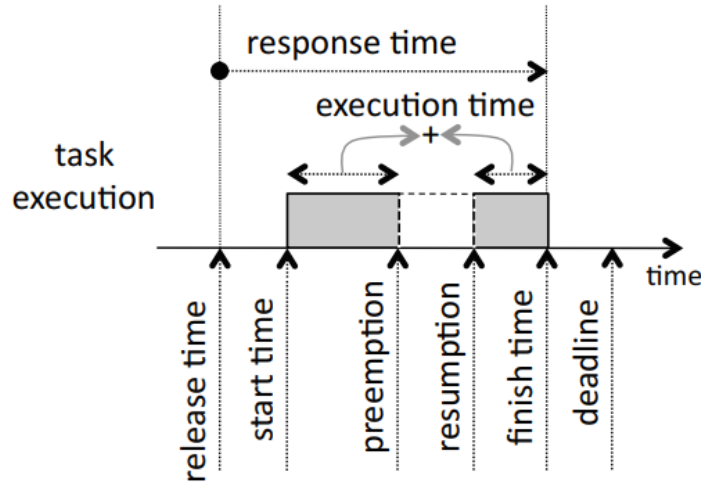 response time
execution time
+
task
execution
time
release time
start time
preemption
resumption
finish time
deadline